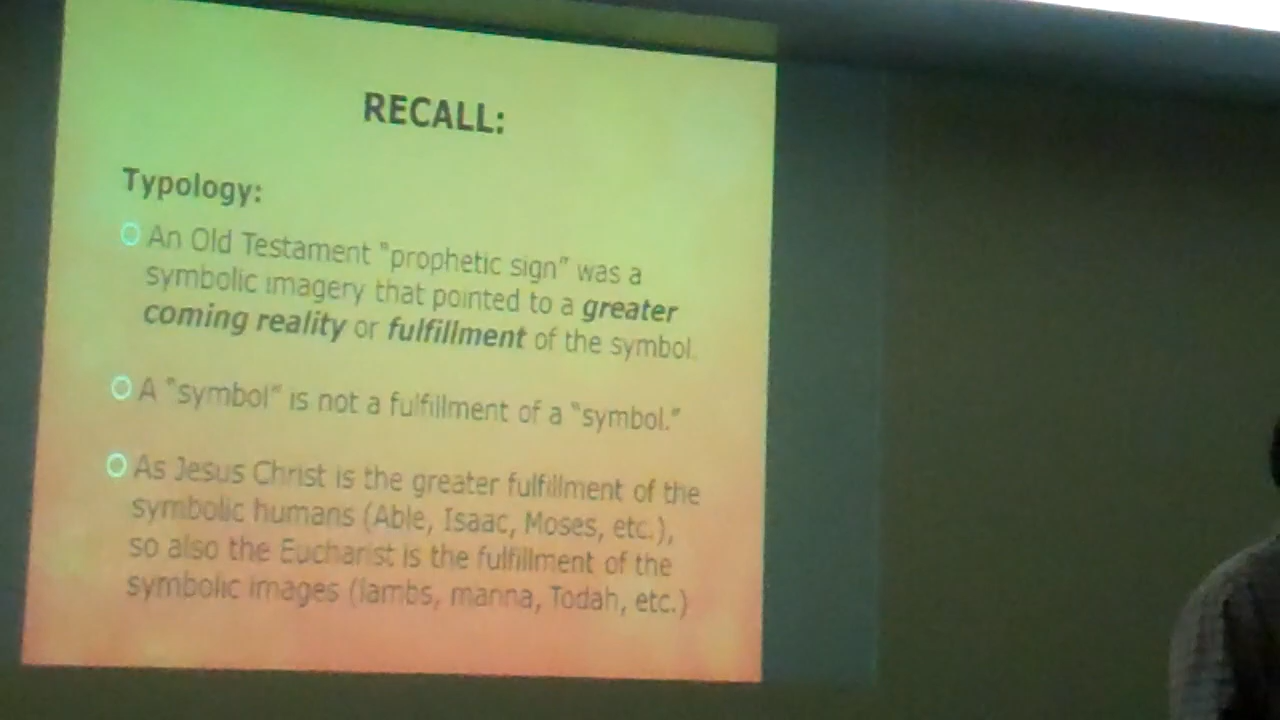 RECALL:
Typology:
An Old Testament "prophetic sign" was a
symbolic imagery that pointed to a greater
coming reality or fulfillment of the symbol.
A "symbol" is not a fulfillment of a "symbol."
As Jesus Christ is the greater fulfillment of the
symbolic humans (Able, Isaac, Moses, etc.),
so also the Eucharist is the fulfillment of the
symbolic images (lambs, manna, Todah, etc.)